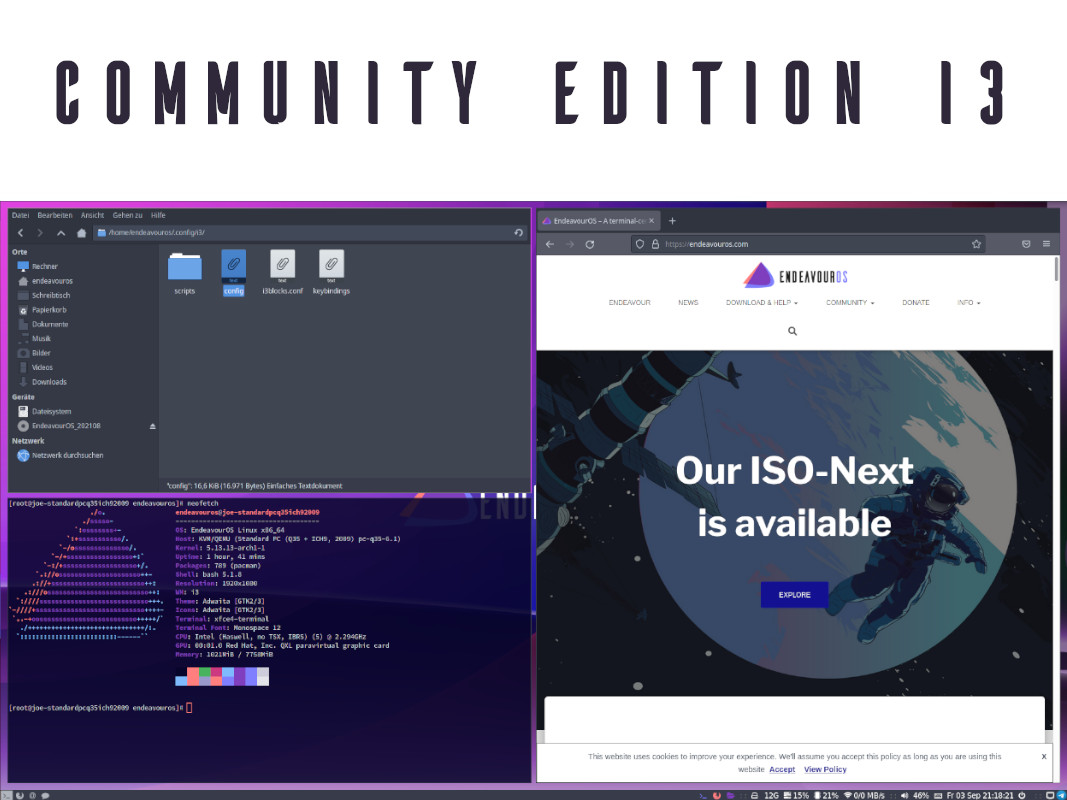 COMMUNITY EDITION I3
Datei Bearbeiten Ansicht Gehen zu Hilfe
/home/endeavouros/.config/i3/
Orte
Rechner
endeavouros
Schreibtisch
Papierkorb
Dokumente
Musik
Bilder
Videos
Downloads
Geräte
Dateisystem
EndeavourOS_202108
Netzwerk
Netzwerk durchsuchen
scripts config i3blocks.conf keybindings
"config": 16,6 KiB (16.971 Bytes) Einfaches Textdokument
[root@joe-standardpcq35ich92009 endeavouros]# neofetch
endeavouros@joe-standardpcq35ich92009
-------------------------------------
OS: EndeavourOS Linux x86_64
Host: KVM/QEMU (Standard PC (Q35 + ICH9, 2009) pc-q35-6.1)
Kernel: 5.13.13-arch1-1
Uptime: 1 hour, 41 mins
Packages: 789 (pacman)
Shell: bash 5.1.8
Resolution: 1920x1080
WM: i3
Theme: Adwaita [GTK2/3]
Icons: Adwaita [GTK2/3]
Terminal: xfce4-terminal
Terminal Font: Monospace 12
CPU: Intel (Haswell, no TSX, IBRS) (5) @ 2.294GHz
GPU: 00:01.0 Red Hat, Inc. QXL paravirtual graphic card
Memory: 1021MiB / 7758MiB
[root@joe-standardpcq35ich92009 endeavouros]#
EndeavourOS – A terminal-ce
https://endeavouros.com
ENDEAVOUROS
ENDEAVOUR NEWS DOWNLOAD & HELP COMMUNITY DONATE INFO
Our ISO-Next
is available
EXPLORE
This website uses cookies to improve your experience. We'll assume you accept this policy as long as you are using this
website Accept View Policy
X
12G 15% 21% 0/0 MB/s 46% Fr 03 Sep 21:18:21